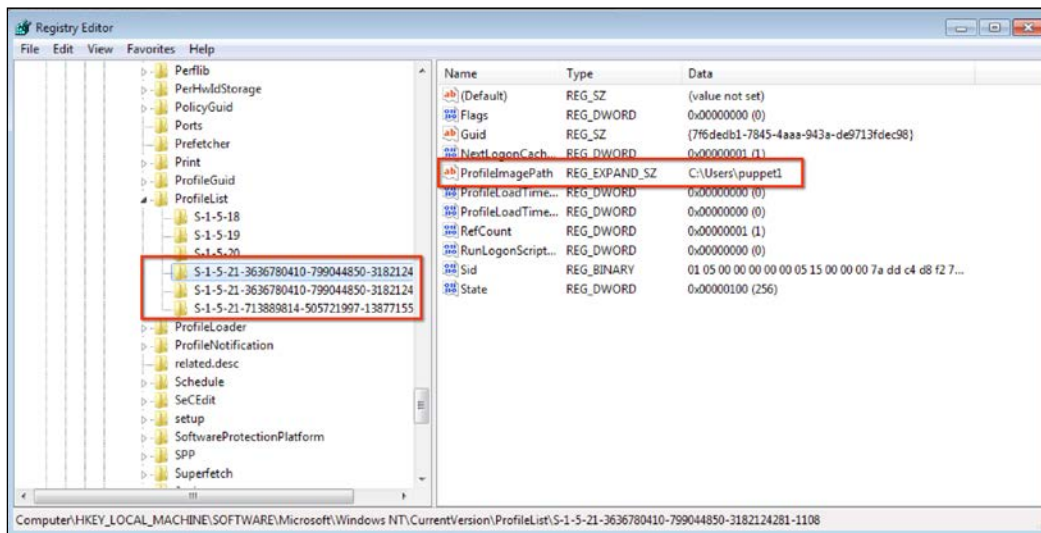 Registry Editor
File Edit View Favorites Help
Perflib
PerHwIdStorage
PolicyGuid
Ports
Prefetcher
Print
ProfileGuid
ProfileList
S-1-5-18
S-1-5-19
S-1-5-20
S-1-5-21-3636780410-799044850-3182124
S-1-5-21-3636780410-799044850-3182124
S-1-5-21-713889814-505721997-13877155
ProfileLoader
ProfileNotification
related.desc
Schedule
SeCEdit
setup
SoftwareProtectionPlatform
SPP
Superfetch
Name Type Data
(Default) REG_SZ (value not set)
Flags REG_DWORD 0x00000000 (0)
Guid REG_SZ {7f6dedb1-7845-4aaa-943a-de9713fdec98}
NextLogonCach... REG_DWORD 0x00000001 (1)
ProfileImagePath REG_EXPAND_SZ C:\Users\puppet1
ProfileLoadTime... REG_DWORD 0x00000000 (0)
ProfileLoadTime... REG_DWORD 0x00000000 (0)
RefCount REG_DWORD 0x00000001 (1)
RunLogonScript... REG_DWORD 0x00000000 (0)
Sid REG_BINARY 01 05 00 00 00 00 00 05 15 00 00 00 7a dd c4 d8 f2 7...
State REG_DWORD 0x00000100 (256)
Computer\HKEY_LOCAL_MACHINE\SOFTWARE\Microsoft\Windows NT\CurrentVersion\ProfileList\S-1-5-21-3636780410-799044850-3182124281-1108